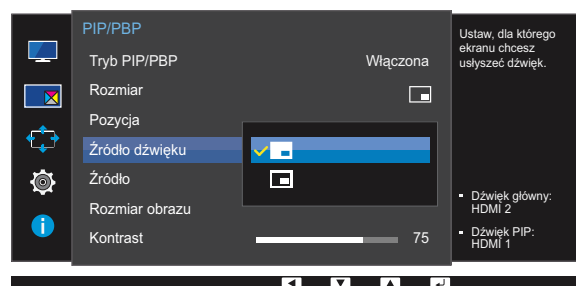 PIP/PBP
Tryb PIP/PBP Włączona
Rozmiar
Pozycja
Źródło dźwięku
Źródło
Rozmiar obrazu
Kontrast 75
Ustaw, dla którego
ekranu chcesz
usłyszeć dźwięk.
Dźwięk główny:
HDMI 2
Dźwięk PIP:
HDMI 1